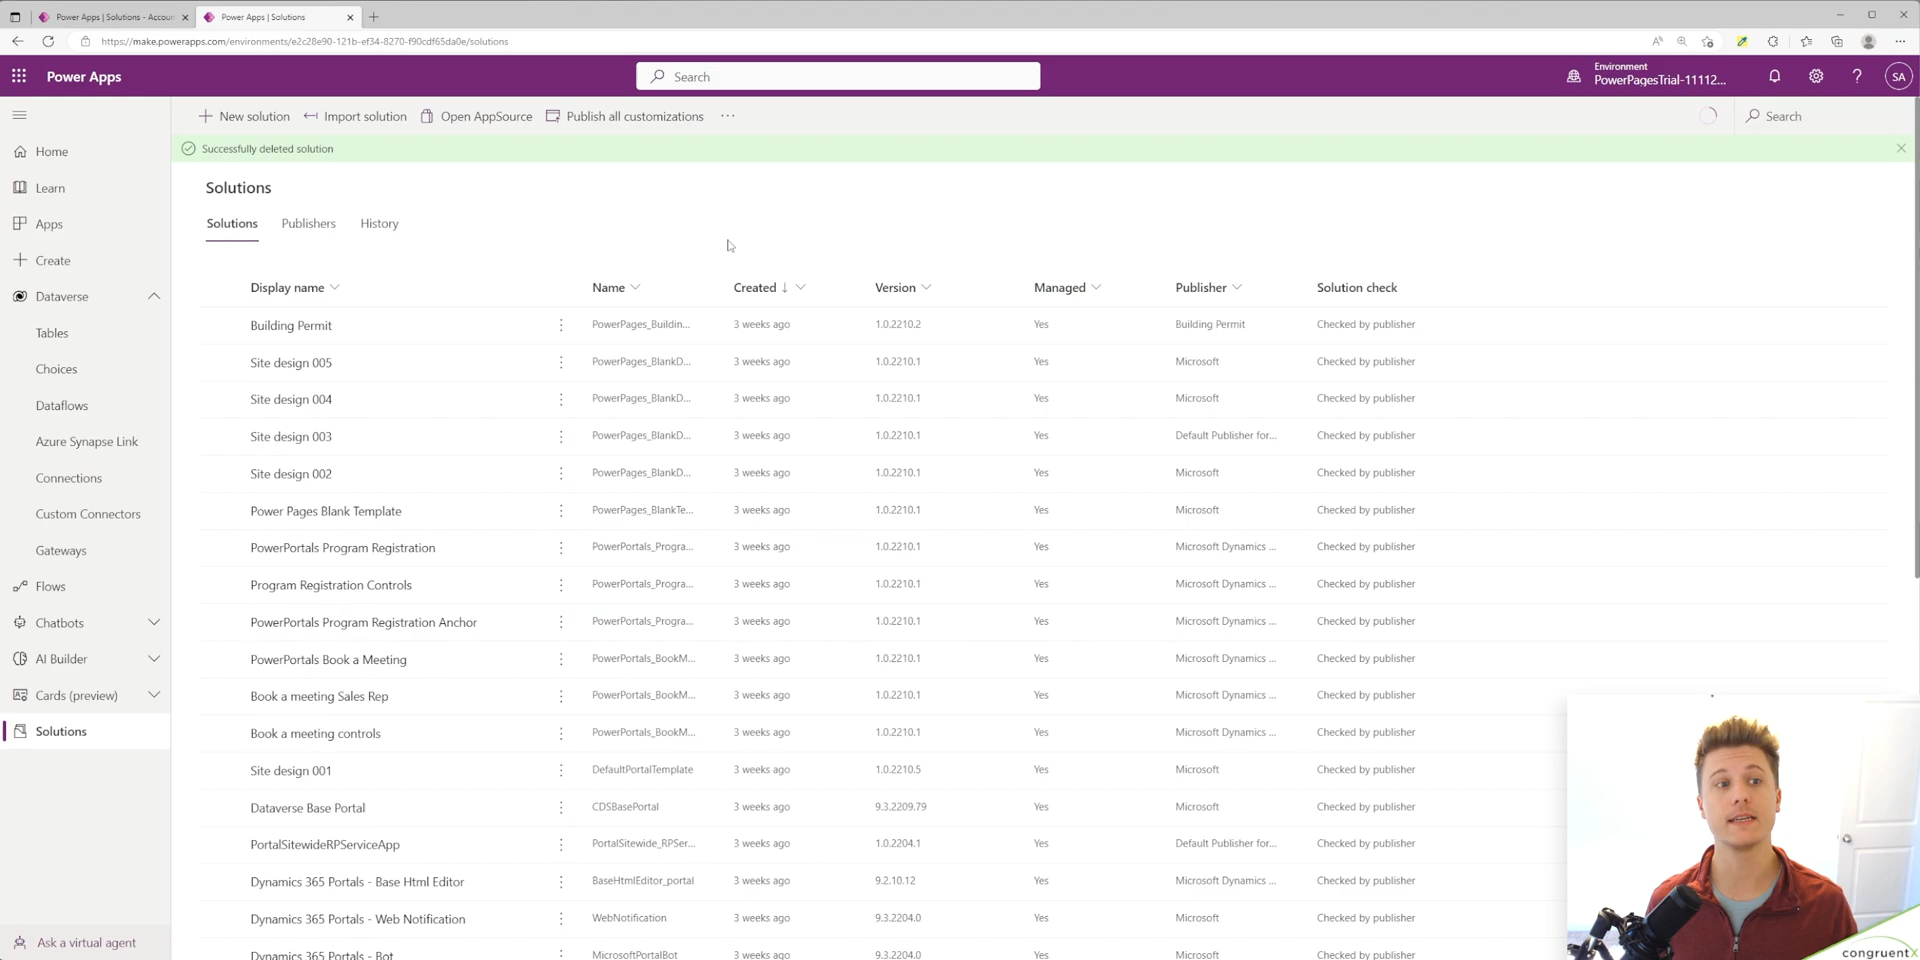 Power Apps | Solutions - Accoun
Power Apps | Solutions
https://make.powerapps.com/environments/e2c28e90-121b-ef34-8270-f90cdf65da0e/solutions
Power Apps
Search
Environment
PowerPagesTrial-11112...
SA
New solution
Import solution
Open AppSource
Publish all customizations
Search
Successfully deleted solution
Home
Learn
Apps
Create
Dataverse
Tables
Choices
Dataflows
Azure Synapse Link
Connections
Custom Connectors
Gateways
Flows
Chatbots
AI Builder
Cards (preview)
Solutions
Ask a virtual agent
Solutions
Solutions Publishers History
Display name Name Created Version Managed Publisher Solution check
Building Permit PowerPages_Buildin... 3 weeks ago 1.0.2210.2 Yes Building Permit Checked by publisher
Site design 005 PowerPages_BlankD... 3 weeks ago 1.0.2210.1 Yes Microsoft Checked by publisher
Site design 004 PowerPages_BlankD... 3 weeks ago 1.0.2210.1 Yes Microsoft Checked by publisher
Site design 003 PowerPages_BlankD... 3 weeks ago 1.0.2210.1 Yes Default Publisher for... Checked by publisher
Site design 002 PowerPages_BlankD... 3 weeks ago 1.0.2210.1 Yes Microsoft Checked by publisher
Power Pages Blank Template PowerPages_BlankTe... 3 weeks ago 1.0.2210.1 Yes Microsoft Checked by publisher
PowerPortals Program Registration PowerPortals_Progra... 3 weeks ago 1.0.2210.1 Yes Microsoft Dynamics ... Checked by publisher
Program Registration Controls PowerPortals_Progra... 3 weeks ago 1.0.2210.1 Yes Microsoft Dynamics ... Checked by publisher
PowerPortals Program Registration Anchor PowerPortals_Progra... 3 weeks ago 1.0.2210.1 Yes Microsoft Dynamics ... Checked by publisher
PowerPortals Book a Meeting PowerPortals_BookM... 3 weeks ago 1.0.2210.1 Yes Microsoft Dynamics ... Checked by publisher
Book a meeting Sales Rep PowerPortals_BookM... 3 weeks ago 1.0.2210.1 Yes Microsoft Dynamics ... Checked by publisher
Book a meeting controls PowerPortals_BookM... 3 weeks ago 1.0.2210.1 Yes Microsoft Dynamics ... Checked by publisher
Site design 001 DefaultPortalTemplate 3 weeks ago 1.0.2210.5 Yes Microsoft Checked by publisher
Dataverse Base Portal CDSBasePortal 3 weeks ago 9.3.2209.79 Yes Microsoft Checked by publisher
PortalSitewideRPServiceApp PortalSitewide_RPSer... 3 weeks ago 1.0.2204.1 Yes Default Publisher for... Checked by publisher
Dynamics 365 Portals - Base Html Editor BaseHtmlEditor_portal 3 weeks ago 9.2.10.12 Yes Microsoft Dynamics ... Checked by publisher
Dynamics 365 Portals - Web Notification WebNotification 3 weeks ago 9.3.2204.0 Yes Microsoft Checked by publisher
Dynamics 365 Portals - Bot MicrosoftPortalBot 3 weeks ago 9.3.2204.0 Yes Microsoft Checked by publisher
congruentX